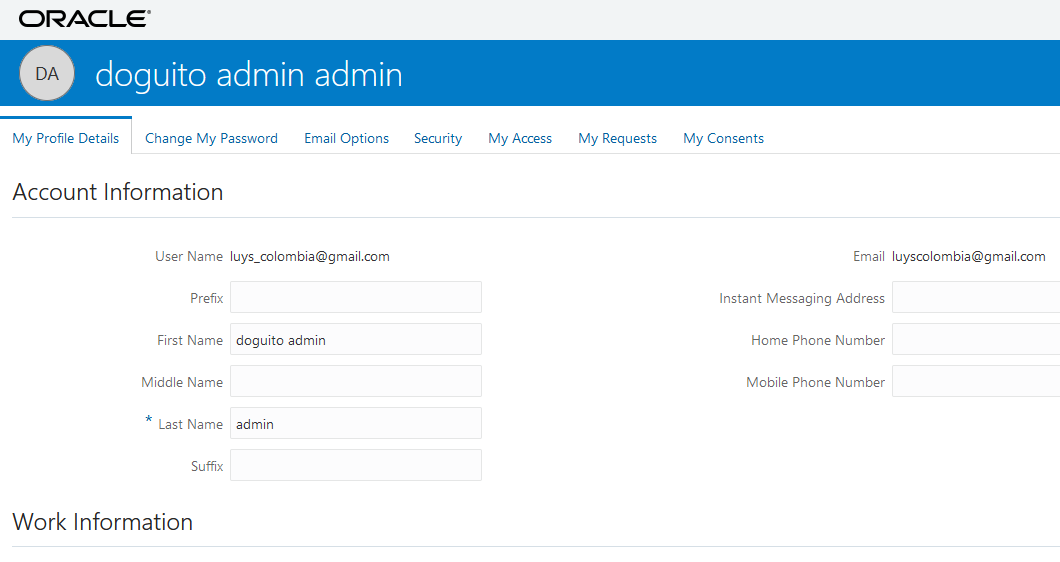 ORACLE®
DA
doguito admin admin
My Profile Details Change My Password Email Options Security My Access My Requests My Consents
Account Information
User Name luys_colombia@gmail.com Email luyscolombia@gmail.com
Prefix Instant Messaging Address
First Name doguito admin Home Phone Number
Middle Name Mobile Phone Number
* Last Name admin
Suffix
Work Information